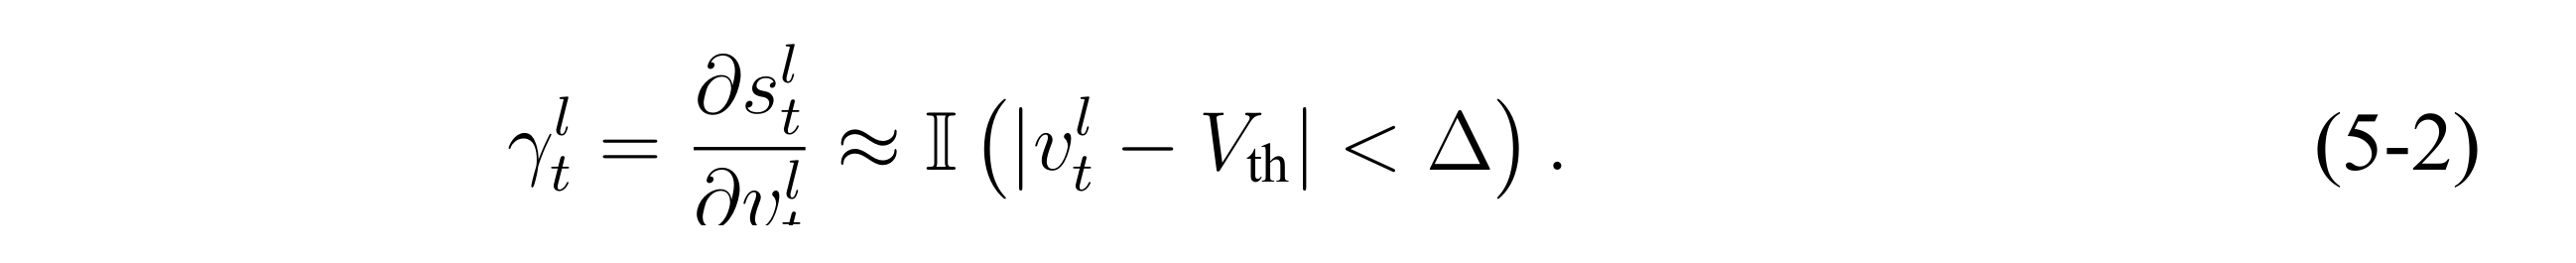 γ_t^l = ∂s_t^l / ∂v_t^l ≈ 𝕀 (|v_t^l − V_th| < Δ) . (5-2)